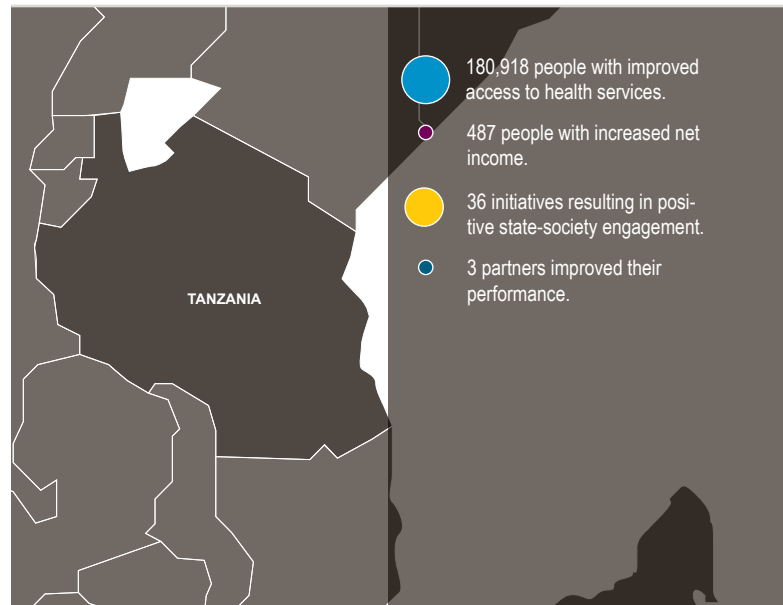 180,918 people with improved
access to health services.
487 people with increased net
income.
36 initiatives resulting in posi-
tive state-society engagement.
TANZANIA
3 partners improved their
performance.